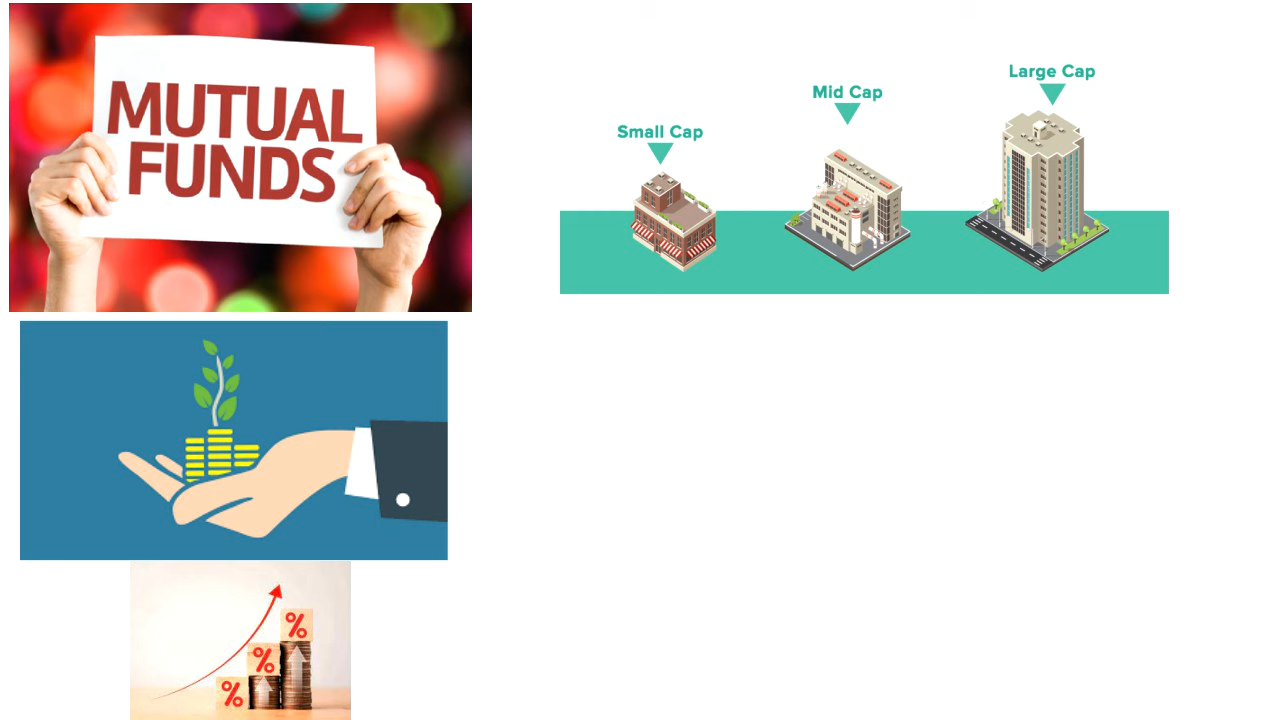 MUTUAL
FUNDS
Small Cap
Mid Cap
Large Cap
%
%
%